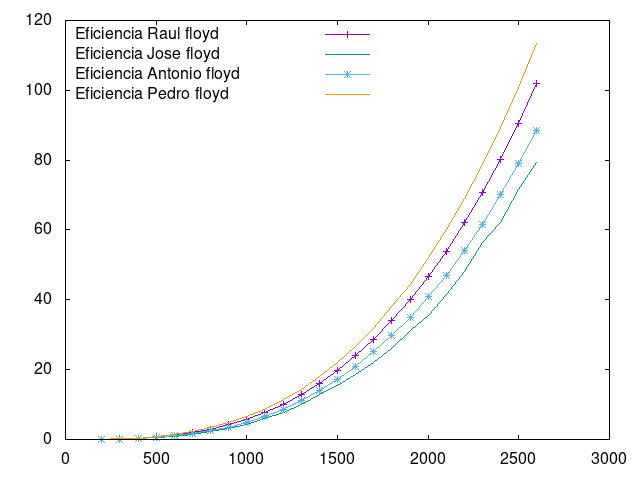 120
100
80
60
40
20
0
0 500 1000 1500 2000 2500 3000
Eficiencia Raul floyd
Eficiencia Jose floyd
Eficiencia Antonio floyd
Eficiencia Pedro floyd